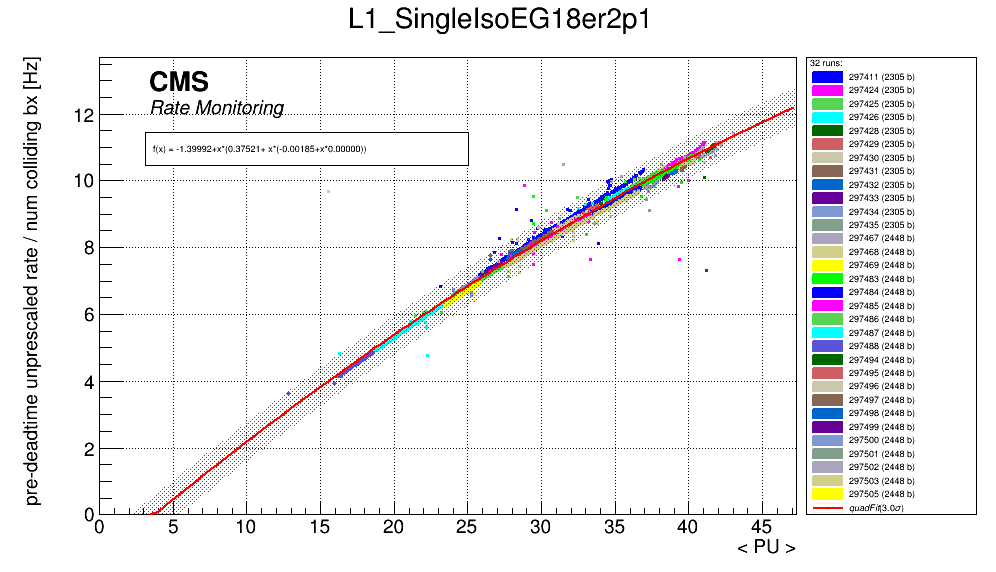 L1_SingleIsoEG18er2p1
pre-deadtime unprescaled rate / num colliding bx [Hz]
CMS
Rate Monitoring
f(x) = -1.39992+x*(0.37521+ x*(-0.00185+x*0.00000))
12
10
8
6
4
2
0
0 5 10 15 20 25 30 35 40 45
< PU >
32 runs:
297411 (2305 b)
297424 (2305 b)
297425 (2305 b)
297426 (2305 b)
297428 (2305 b)
297429 (2305 b)
297430 (2305 b)
297431 (2305 b)
297432 (2305 b)
297433 (2305 b)
297434 (2305 b)
297435 (2305 b)
297467 (2448 b)
297468 (2448 b)
297469 (2448 b)
297483 (2448 b)
297484 (2448 b)
297485 (2448 b)
297486 (2448 b)
297487 (2448 b)
297488 (2448 b)
297494 (2448 b)
297495 (2448 b)
297496 (2448 b)
297497 (2448 b)
297498 (2448 b)
297499 (2448 b)
297500 (2448 b)
297501 (2448 b)
297502 (2448 b)
297503 (2448 b)
297505 (2448 b)
quadFit(3.0σ)